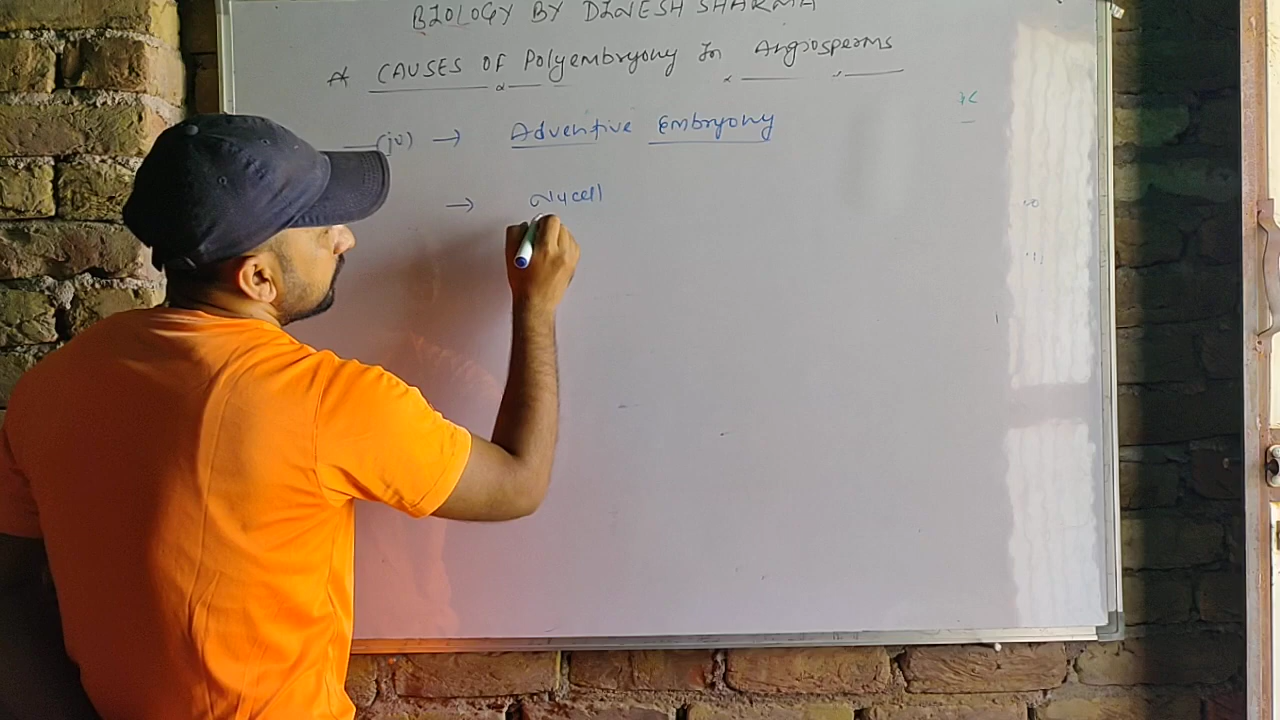 BIOLOGY BY DINESH SHARMA
* CAUSES OF Polyembryony In Angiosperms
(iv) → Adventive Embryony
→ Nucell